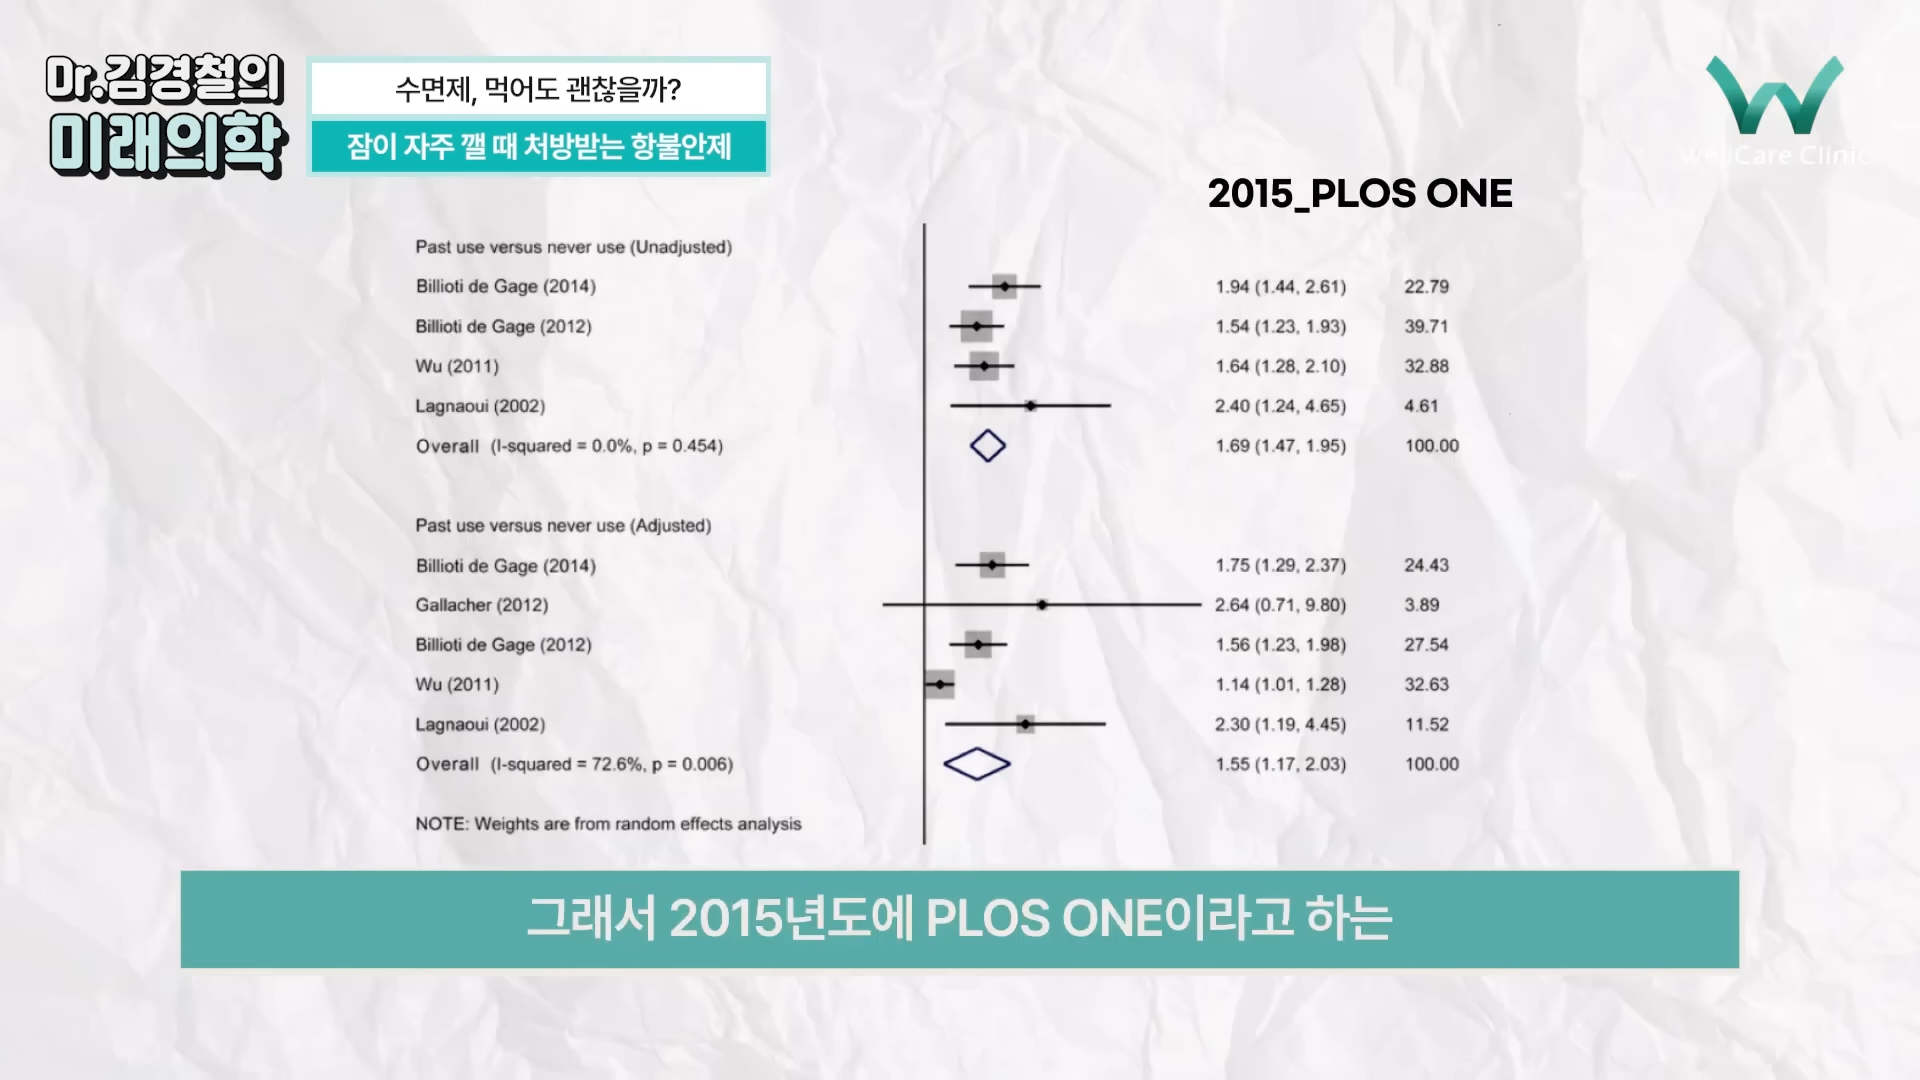 Dr.김경철의
미래의학
수면제, 먹어도 괜찮을까?
잠이 자주 깰 때 처방받는 항불안제
WellCare Clinic
2015_PLOS ONE
Past use versus never use (Unadjusted)
Billioti de Gage (2014) 1.94 (1.44, 2.61) 22.79
Billioti de Gage (2012) 1.54 (1.23, 1.93) 39.71
Wu (2011) 1.64 (1.28, 2.10) 32.88
Lagnaoui (2002) 2.40 (1.24, 4.65) 4.61
Overall (I-squared = 0.0%, p = 0.454) 1.69 (1.47, 1.95) 100.00
Past use versus never use (Adjusted)
Billioti de Gage (2014) 1.75 (1.29, 2.37) 24.43
Gallacher (2012) 2.64 (0.71, 9.80) 3.89
Billioti de Gage (2012) 1.56 (1.23, 1.98) 27.54
Wu (2011) 1.14 (1.01, 1.28) 32.63
Lagnaoui (2002) 2.30 (1.19, 4.45) 11.52
Overall (I-squared = 72.6%, p = 0.006) 1.55 (1.17, 2.03) 100.00
NOTE: Weights are from random effects analysis
그래서 2015년도에 PLOS ONE이라고 하는